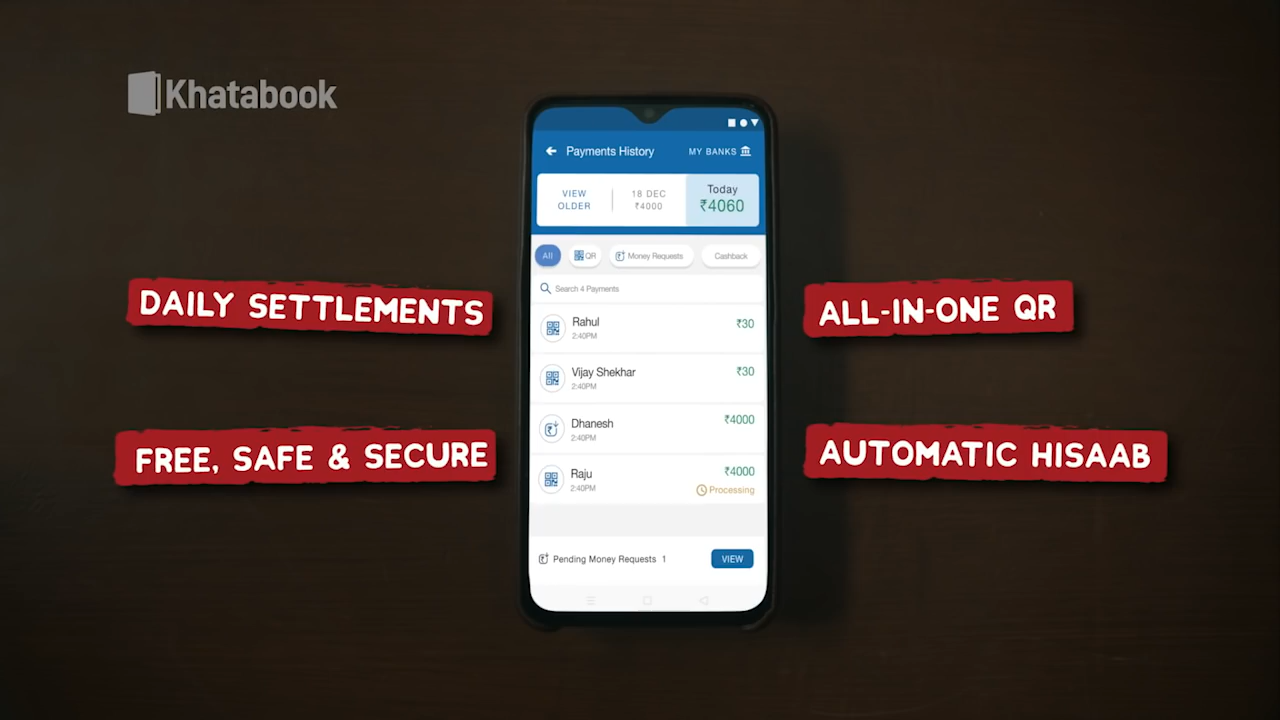 Khatabook
Payments History
MY BANKS
VIEW
OLDER
18 DEC
₹4000
Today
₹4060
All
QR
Money Requests
Cashback
Search 4 Payments
Rahul
₹30
2:40PM
Vijay Shekhar
₹30
2:40PM
Dhanesh
₹4000
2:40PM
Raju
₹4000
2:40PM
Processing
Pending Money Requests 1
VIEW
DAILY SETTLEMENTS
ALL-IN-ONE QR
FREE, SAFE & SECURE
AUTOMATIC HISAAB